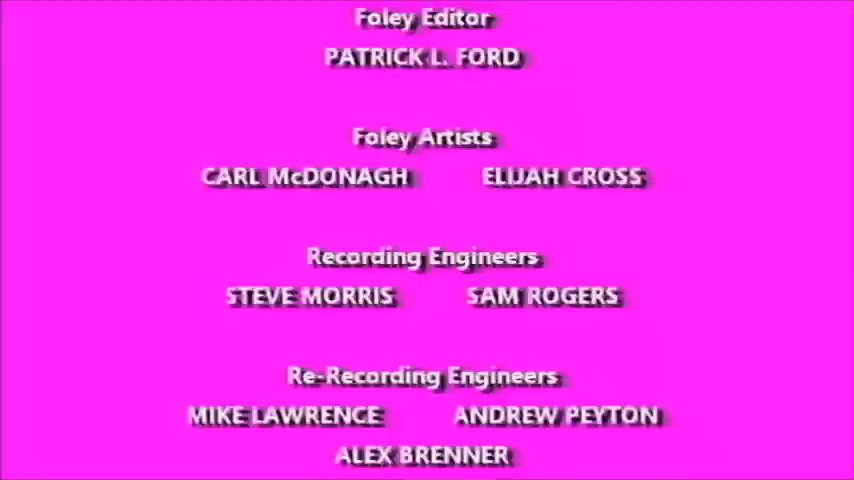 Foley Editor
PATRICK L. FORD
Foley Artists
CARL McDONAGH ELIJAH CROSS
Recording Engineers
STEVE MORRIS SAM ROGERS
Re-Recording Engineers
MIKE LAWRENCE ANDREW PEYTON
ALEX BRENNER